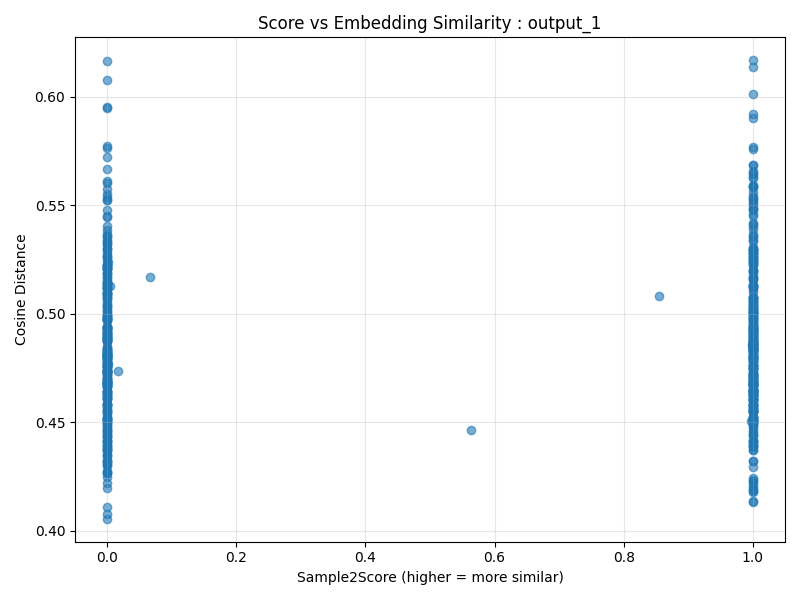 Score vs Embedding Similarity : output_1
Cosine Distance
0.60
0.55
0.50
0.45
0.40
0.0 0.2 0.4 0.6 0.8 1.0
Sample2Score (higher = more similar)